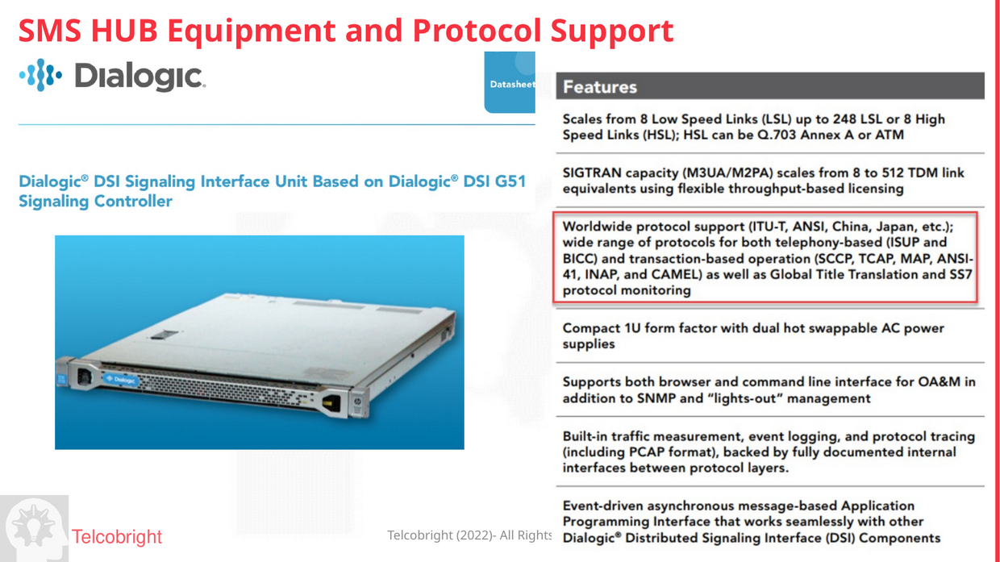 SMS HUB Equipment and Protocol Support
Dialogic.
Datasheet
Dialogic® DSI Signaling Interface Unit Based on Dialogic® DSI G51
Signaling Controller
Dialogic
Features
Scales from 8 Low Speed Links (LSL) up to 248 LSL or 8 High
Speed Links (HSL); HSL can be Q.703 Annex A or ATM
SIGTRAN capacity (M3UA/M2PA) scales from 8 to 512 TDM link
equivalents using flexible throughput-based licensing
Worldwide protocol support (ITU-T, ANSI, China, Japan, etc.);
wide range of protocols for both telephony-based (ISUP and
BICC) and transaction-based operation (SCCP, TCAP, MAP, ANSI-
41, INAP, and CAMEL) as well as Global Title Translation and SS7
protocol monitoring
Compact 1U form factor with dual hot swappable AC power
supplies
Supports both browser and command line interface for OA&M in
addition to SNMP and “lights-out” management
Built-in traffic measurement, event logging, and protocol tracing
(including PCAP format), backed by fully documented internal
interfaces between protocol layers.
Event-driven asynchronous message-based Application
Programming Interface that works seamlessly with other
Dialogic® Distributed Signaling Interface (DSI) Components
Telcobright
Telcobright (2022)- All Rights